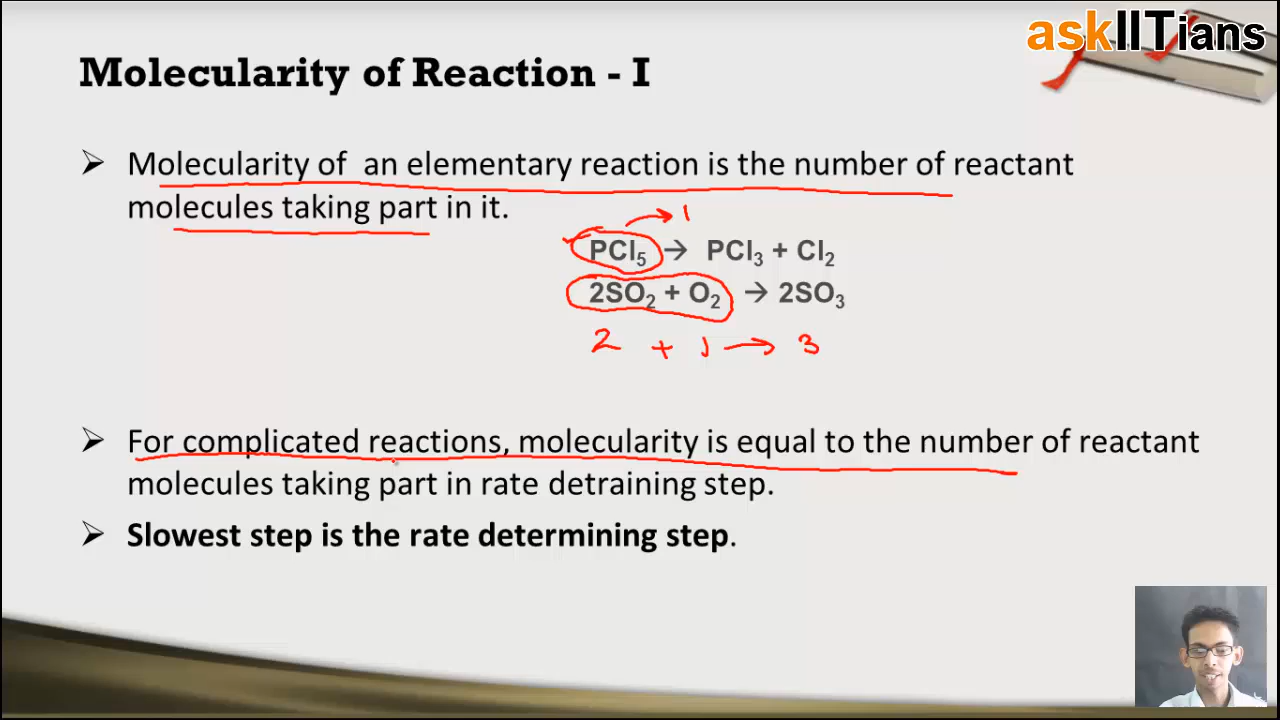 askIITians
Molecularity of Reaction - I
➢ Molecularity of an elementary reaction is the number of reactant
molecules taking part in it.
→ 1
PCl₅ → PCl₃ + Cl₂
2SO₂ + O₂ → 2SO₃
2 + 1 → 3
➢ For complicated reactions, molecularity is equal to the number of reactant
molecules taking part in rate detraining step.
➢ Slowest step is the rate determining step.